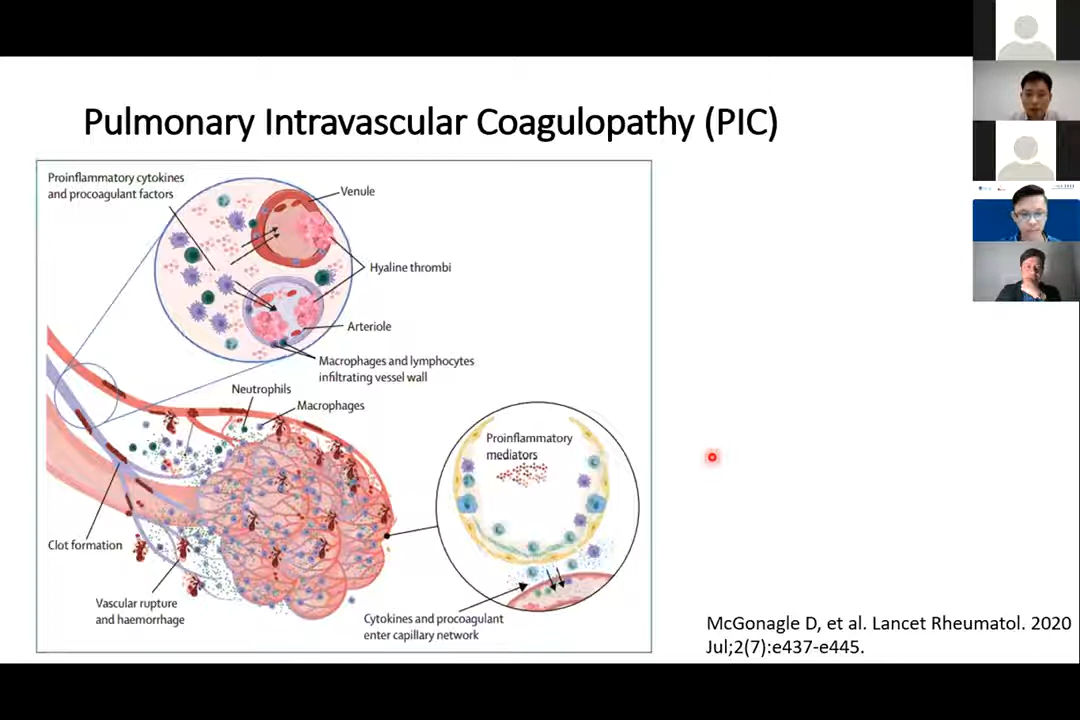 Pulmonary Intravascular Coagulopathy (PIC)
Proinflammatory cytokines
and procoagulant factors
Venule
Hyaline thrombi
Arteriole
Macrophages and lymphocytes
infiltrating vessel wall
Neutrophils
Macrophages
Proinflammatory
mediators
Clot formation
Vascular rupture
and haemorrhage
Cytokines and procoagulant
enter capillary network
McGonagle D, et al. Lancet Rheumatol. 2020
Jul;2(7):e437-e445.